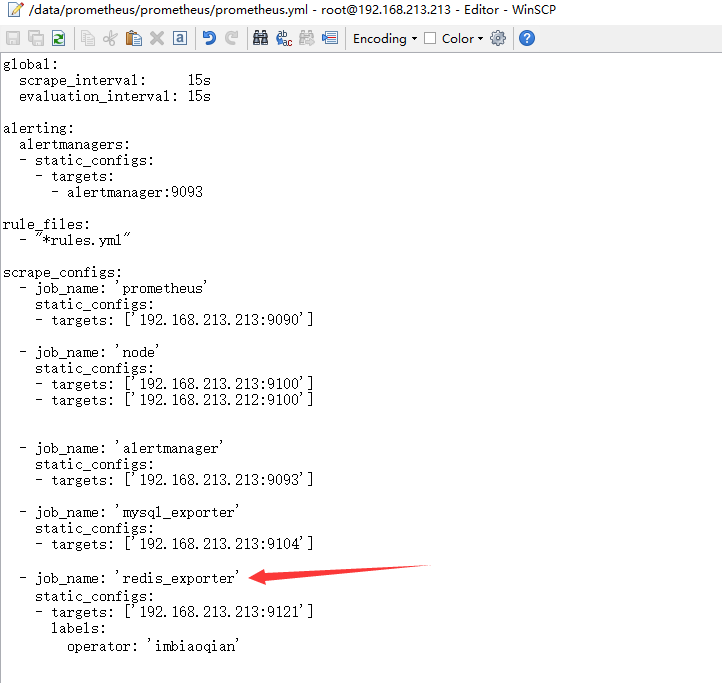 /data/prometheus/prometheus/prometheus.yml - root@192.168.213.213 - Editor - WinSCP
Encoding Color
global:
  scrape_interval:     15s
  evaluation_interval: 15s

alerting:
  alertmanagers:
  - static_configs:
    - targets:
      - alertmanager:9093

rule_files:
  - "*rules.yml"

scrape_configs:
  - job_name: 'prometheus'
    static_configs:
    - targets: ['192.168.213.213:9090']

  - job_name: 'node'
    static_configs:
    - targets: ['192.168.213.213:9100']
    - targets: ['192.168.213.212:9100']


  - job_name: 'alertmanager'
    static_configs:
    - targets: ['192.168.213.213:9093']

  - job_name: 'mysql_exporter'
    static_configs:
    - targets: ['192.168.213.213:9104']

  - job_name: 'redis_exporter'
    static_configs:
    - targets: ['192.168.213.213:9121']
      labels:
        operator: 'imbiaoqian'